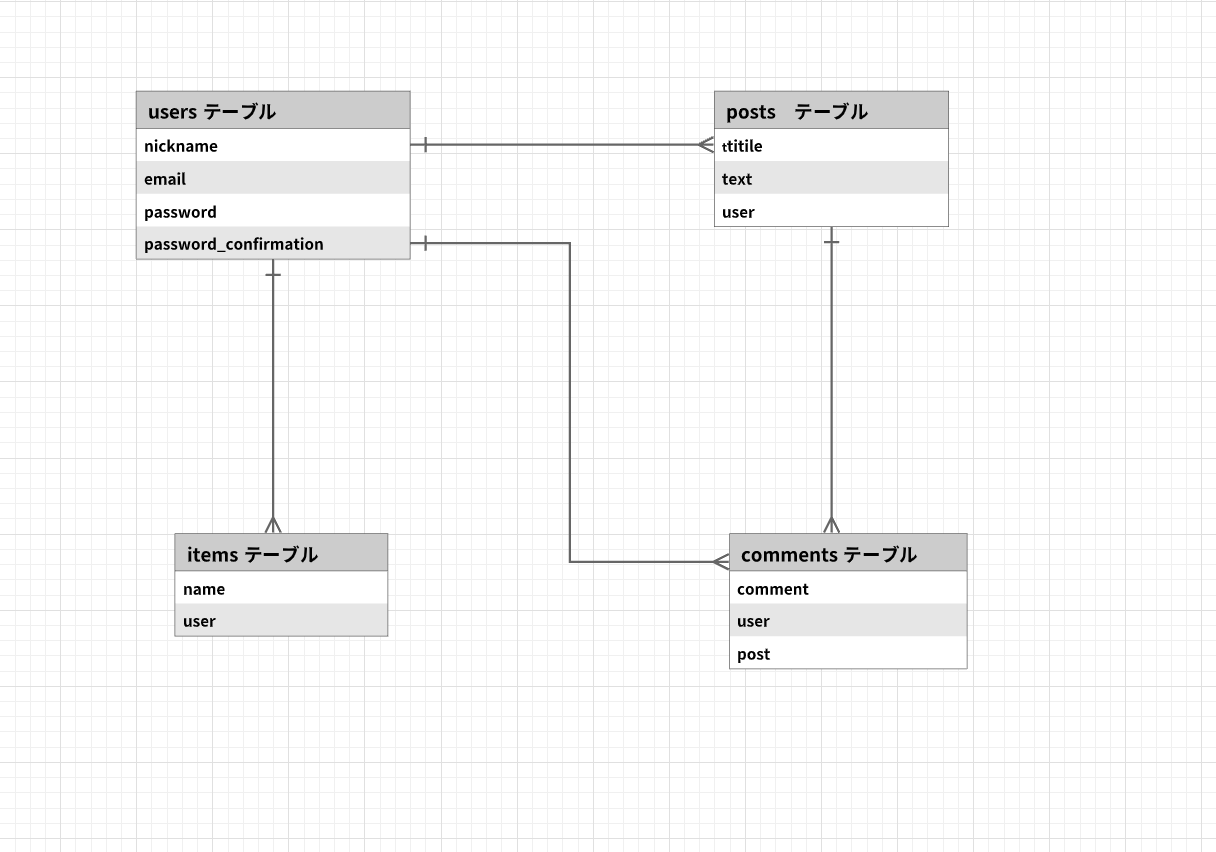 users テーブル
nickname
email
password
password_confirmation
posts　テーブル
ttitile
text
user
items テーブル
name
user
comments テーブル
comment
user
post